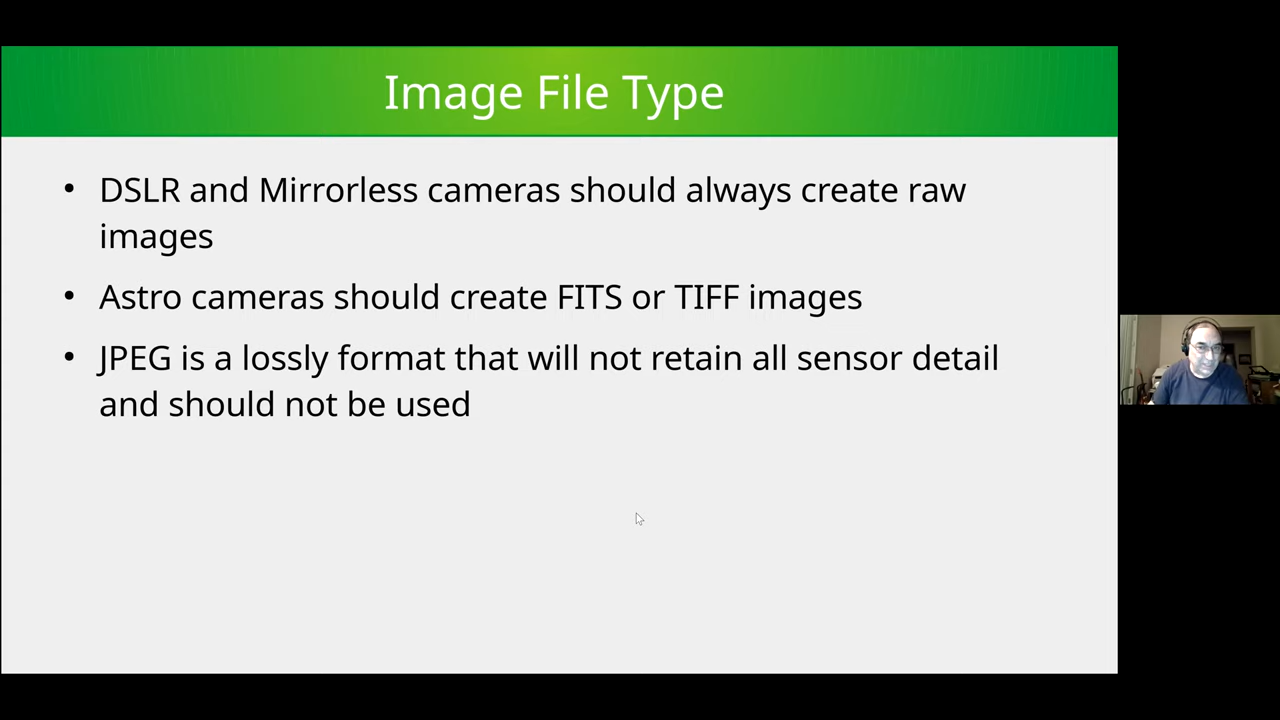 Image File Type
• DSLR and Mirrorless cameras should always create raw
images
• Astro cameras should create FITS or TIFF images
• JPEG is a lossly format that will not retain all sensor detail
and should not be used